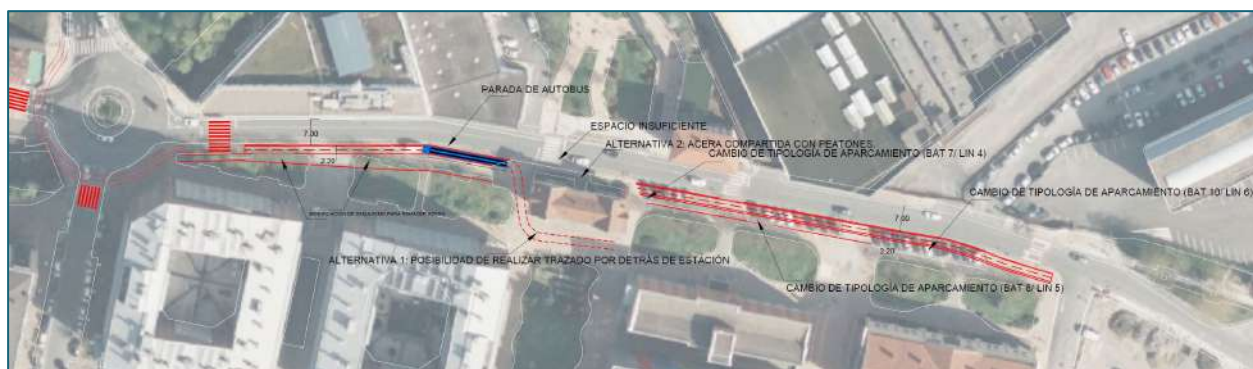 PARADA DE AUTOBUS
7.00
ESPACIO INSUFICIENTE
ALTERNATIVA 2: ACERA COMPARTIDA CON PEATONES.
CAMBIO DE TIPOLOGÍA DE APARCAMIENTO (BAT 7/ LIN 4)
2.20
CAMBIO DE TIPOLOGÍA DE APARCAMIENTO (BAT 10/ LIN 6)
7.00
2.20
ALTERNATIVA 1: POSIBILIDAD DE REALIZAR TRAZADO POR DETRÁS DE ESTACIÓN
CAMBIO DE TIPOLOGÍA DE APARCAMIENTO (BAT 8/ LIN 5)